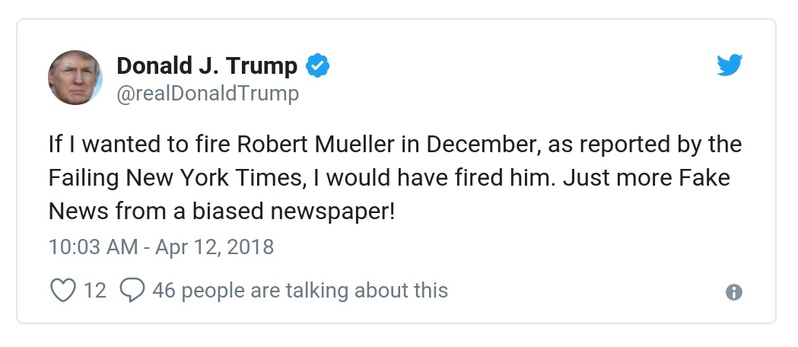 Donald J. Trump
@realDonaldTrump
If I wanted to fire Robert Mueller in December, as reported by the
Failing New York Times, I would have fired him. Just more Fake
News from a biased newspaper!
10:03 AM - Apr 12, 2018
12 46 people are talking about this